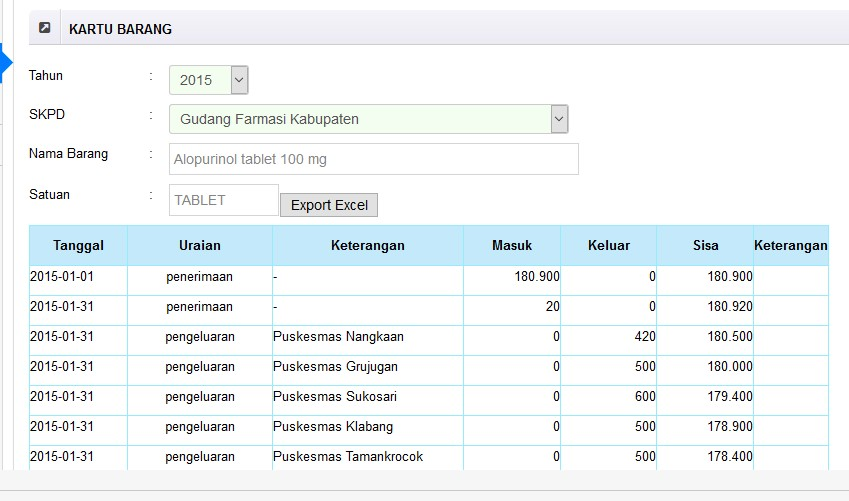 KARTU BARANG
Tahun : 2015
SKPD : Gudang Farmasi Kabupaten
Nama Barang : Alopurinol tablet 100 mg
Satuan : TABLET Export Excel
Tanggal Uraian Keterangan Masuk Keluar Sisa Keterangan
2015-01-01 penerimaan - 180.900 0 180.900
2015-01-31 penerimaan - 20 0 180.920
2015-01-31 pengeluaran Puskesmas Nangkaan 0 420 180.500
2015-01-31 pengeluaran Puskesmas Grujugan 0 500 180.000
2015-01-31 pengeluaran Puskesmas Sukosari 0 600 179.400
2015-01-31 pengeluaran Puskesmas Klabang 0 500 178.900
2015-01-31 pengeluaran Puskesmas Tamankrocok 0 500 178.400